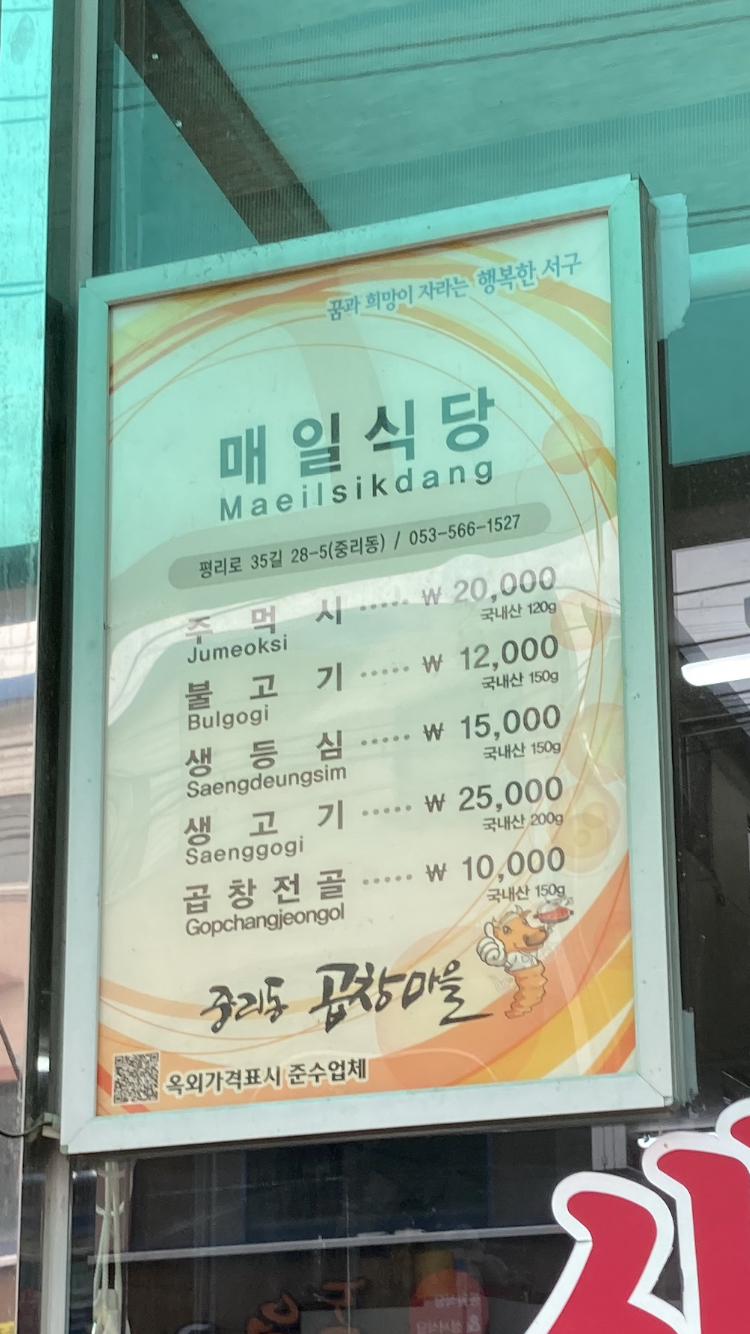 꿈과 희망이 자라는 행복한 서구
매일식당
Maeilsikdang
평리로 35길 28-5(중리동) / 053-566-1527
주먹시 ····· ₩ 20,000
Jumeoksi 국내산 120g
불고기 ····· ₩ 12,000
Bulgogi 국내산 150g
생등심 ····· ₩ 15,000
Saengdeungsim 국내산 150g
생고기 ····· ₩ 25,000
Saenggogi 국내산 200g
곱창전골 ····· ₩ 10,000
Gopchangjeongol 국내산 150g
중리동 곱창마을
옥외가격표시 준수업체